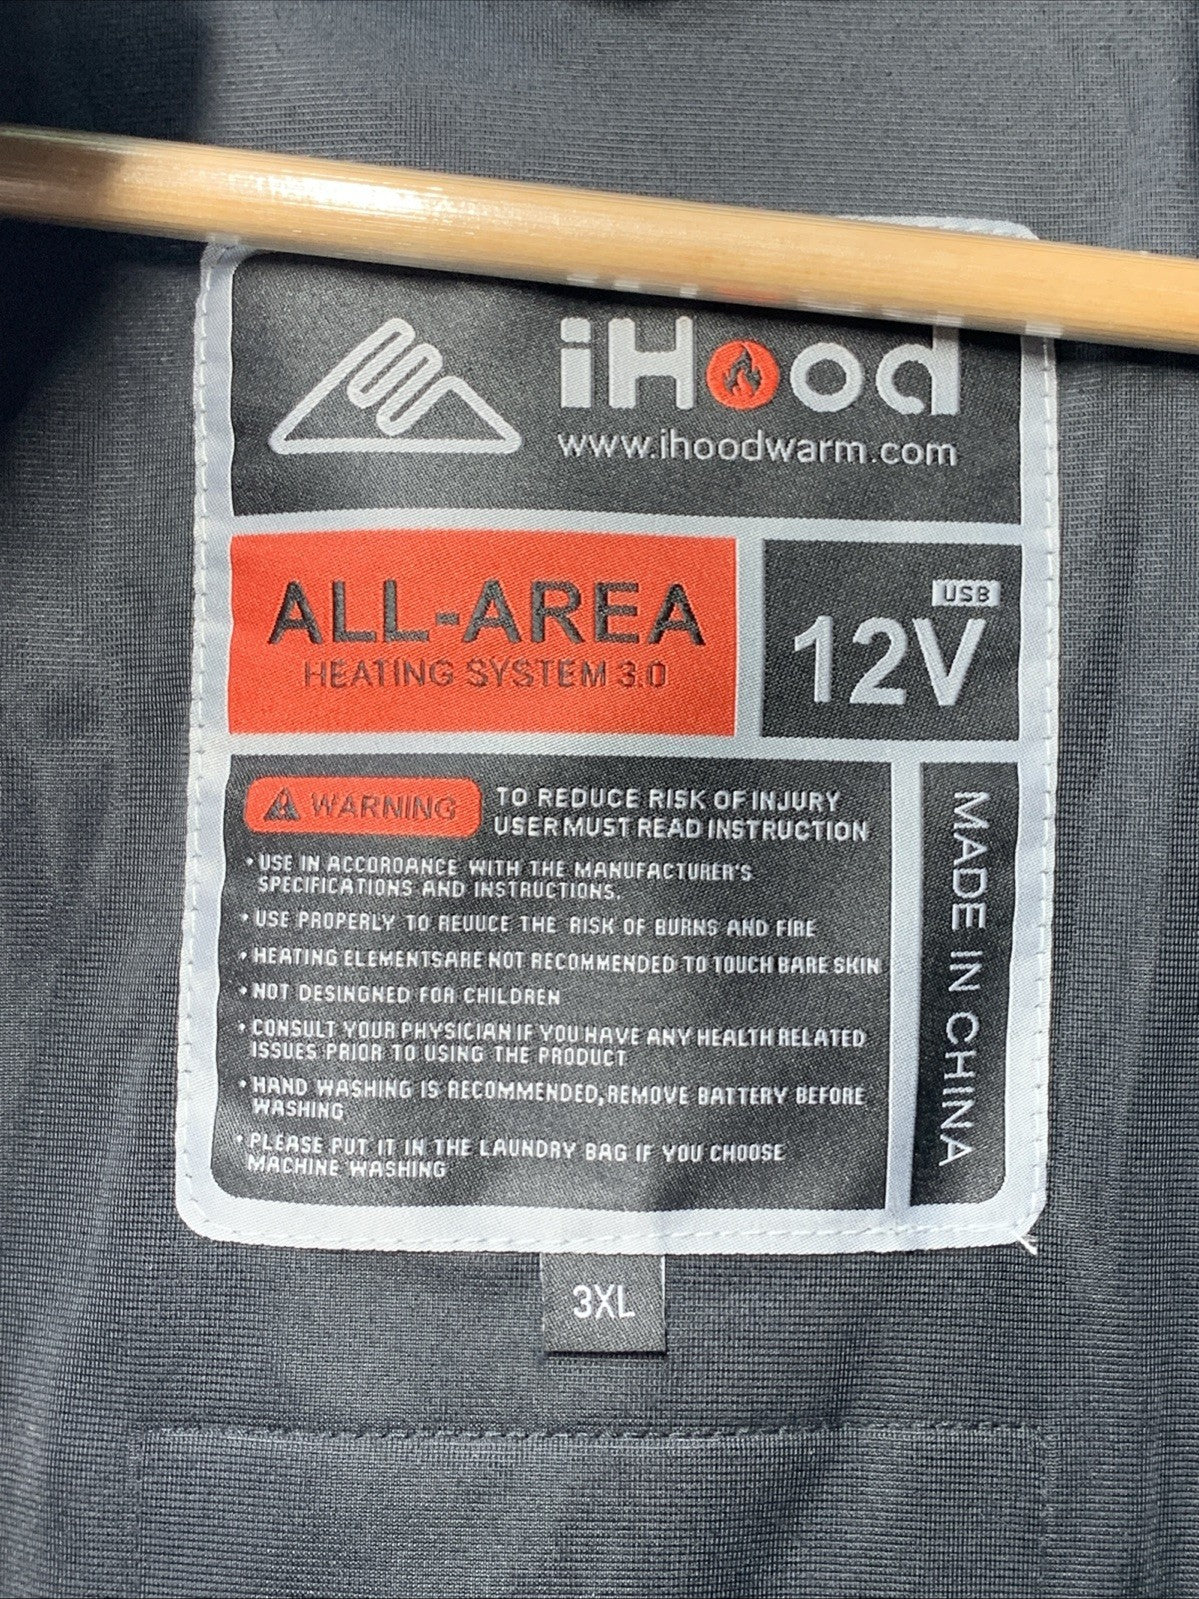 iHood
www.ihoodwarm.com
ALL-AREA
HEATING SYSTEM 3.0
USB
12V
WARNING
TO REDUCE RISK OF INJURY
USER MUST READ INSTRUCTION
• USE IN ACCOROANCE WITH THE MANUFACTURER'S
SPECIFICATIONS AND INSTRUCTIONS.
• USE PROPERLY TO REUUCE THE RISK OF BURNS AND FIRE
• HEATING ELEMENTSARE NOT RECOMMENDED TO TOUCH BARE SKIN
• NOT DESINGNED FOR CHILDREN
• CONSULT YOUR PHYSICIAN IF YOU HAVE ANY HEALTH RELATED
ISSUES PRIOR TO USING THE PRODUCT
• HAND WASHING IS RECOMMENDED,REMOVE BATTERY BEFORE
WASHING
• PLEASE PUT IT IN THE LAUNDRY BAG IF YOU CHOOSE
MACHINE WASHING
MADE IN CHINA
3XL